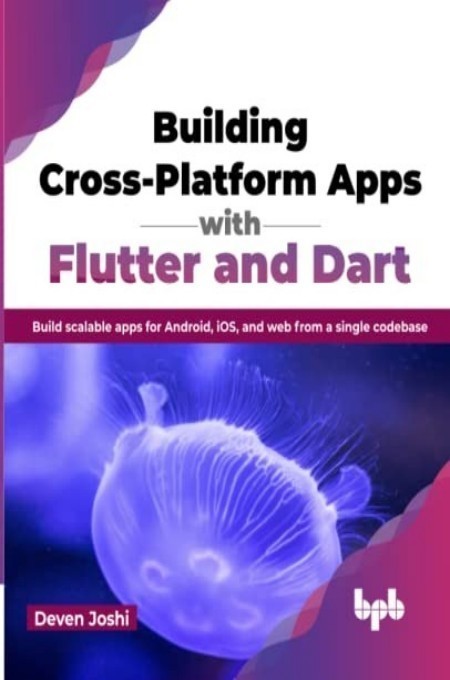 Building
Cross-Platform Apps
with
Flutter and Dart
Build scalable apps for Android, iOS, and web from a single codebase
Deven Joshi
bpb